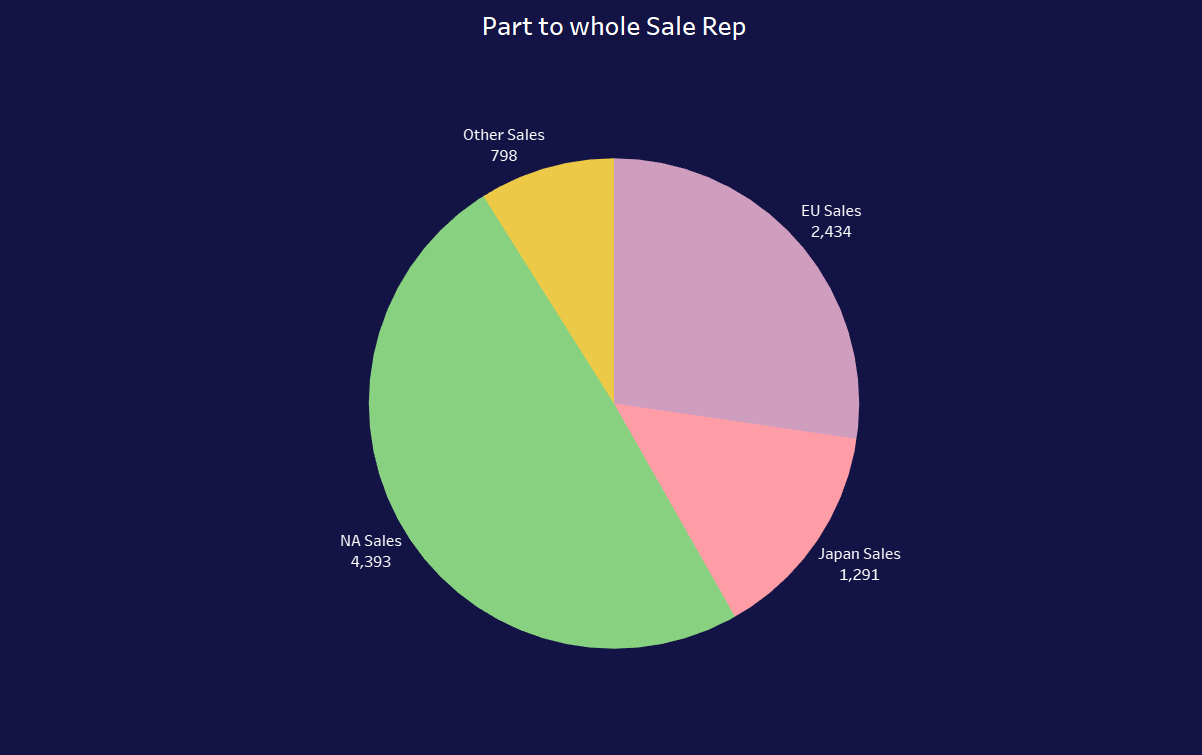 Part to whole Sale Rep
Other Sales
798
EU Sales
2,434
NA Sales
4,393
Japan Sales
1,291